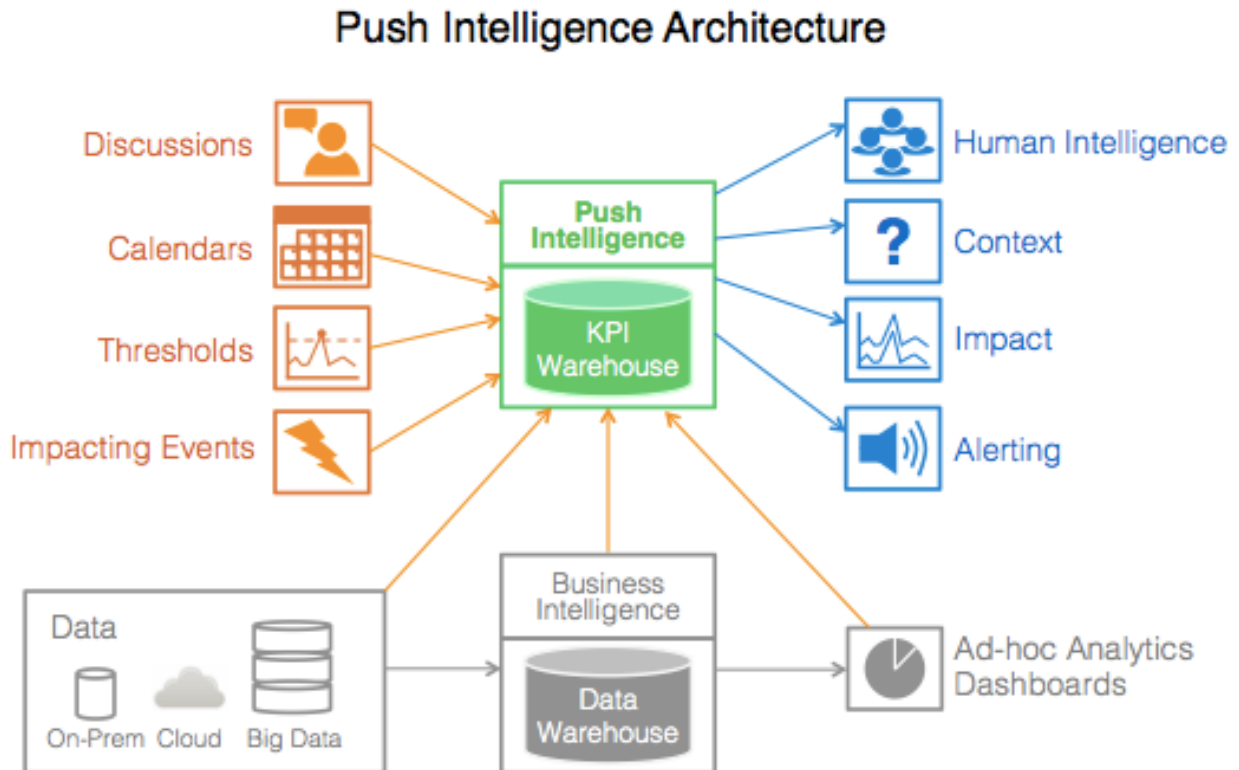 Push Intelligence Architecture
Discussions
Calendars
Thresholds
Impacting Events
Push
Intelligence
KPI
Warehouse
Human Intelligence
?
Context
Impact
Alerting
Data
On-Prem
Cloud
Big Data
Business
Intelligence
Data
Warehouse
Ad-hoc Analytics
Dashboards